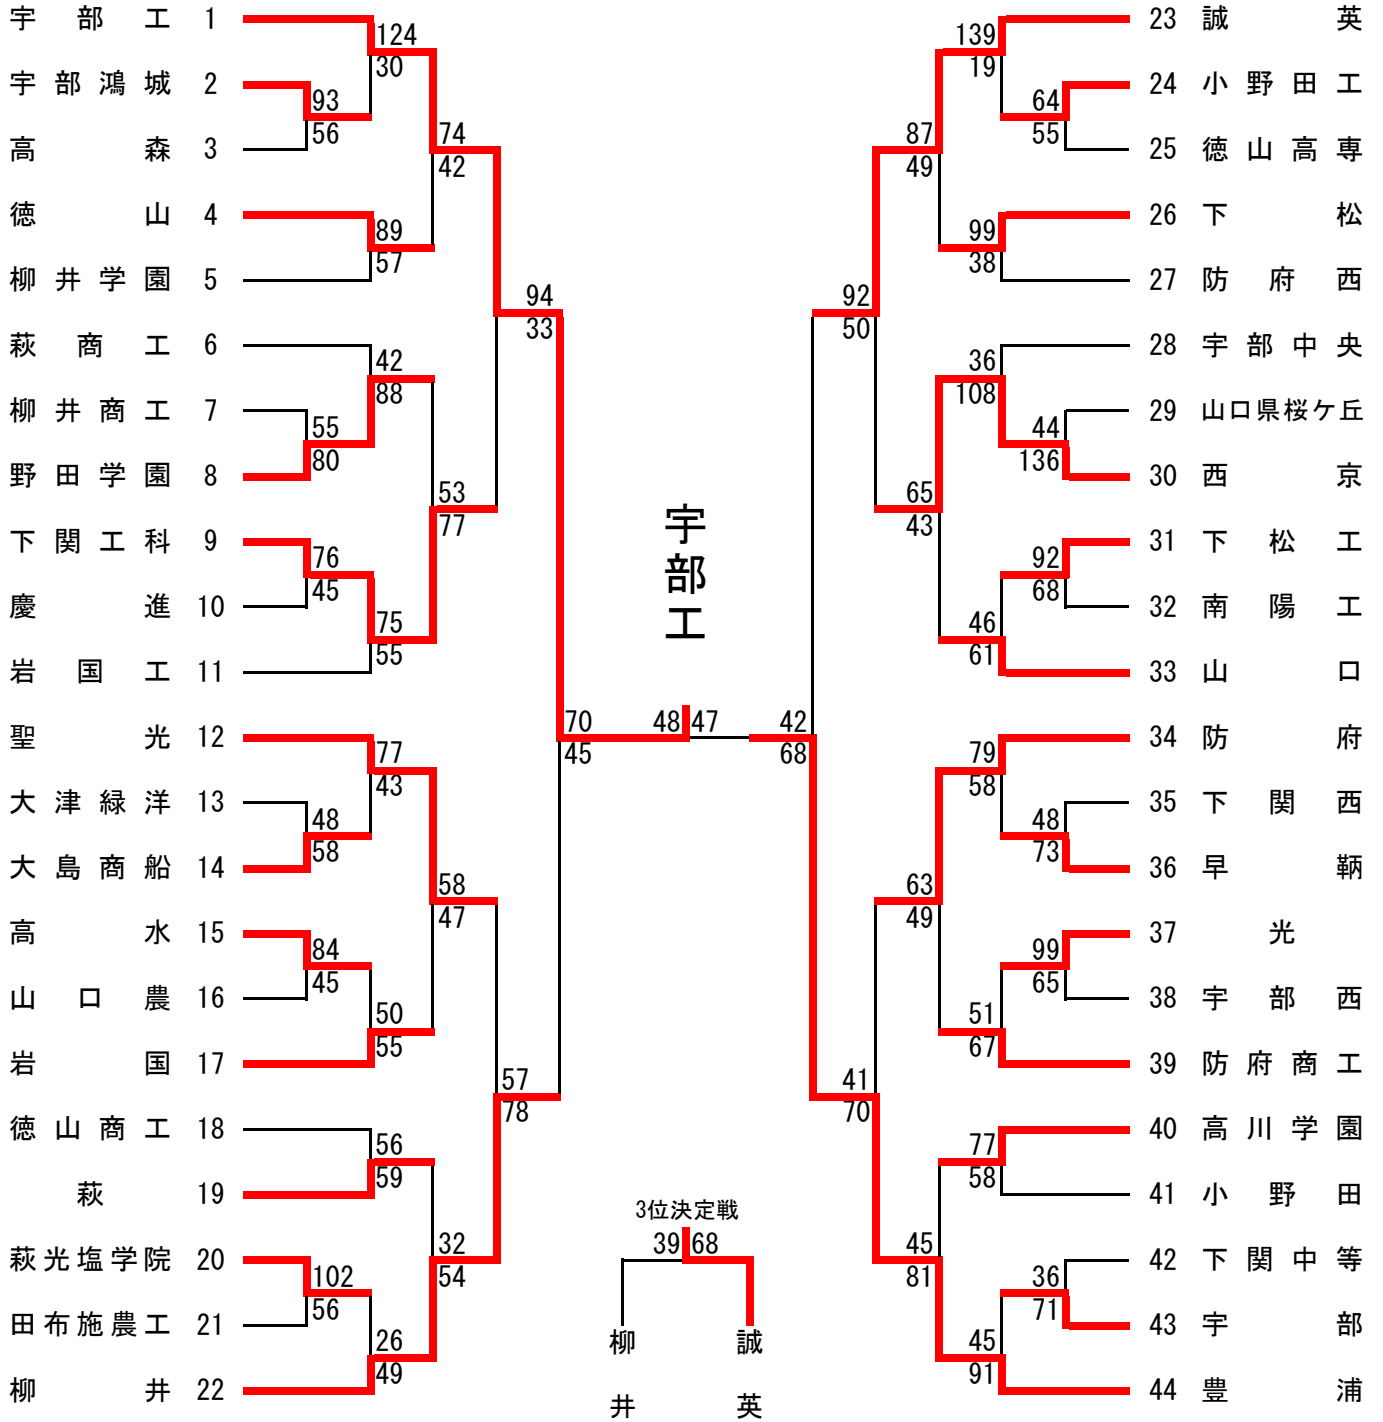 宇部工 1
宇部鴻城 2
高森 3
徳山 4
柳井学園 5
萩商工 6
柳井商工 7
野田学園 8
下関工科 9
慶進 10
岩国工 11
聖光 12
大津緑洋 13
大島商船 14
高水 15
山口農 16
岩国 17
徳山商工 18
萩 19
萩光塩学院 20
田布施農工 21
柳井 22
124
30
93
56
74
42
89
57
94
33
42
88
55
80
53
77
76
45
75
55
70
45
77
43
48
58
58
47
84
45
50
55
57
78
56
59
32
54
102
56
26
49
宇部工
48 47
3位決定戦
39 68
柳井
誠英
139
19
64
55
87
49
99
38
92
50
36
108
44
136
65
43
92
68
46
61
42
68
79
58
48
73
63
49
99
65
51
67
41
70
77
58
45
81
36
71
45
91
23 誠英
24 小野田工
25 徳山高専
26 下松
27 防府西
28 宇部中央
29 山口県桜ケ丘
30 西京
31 下松工
32 南陽工
33 山口
34 防府
35 下関西
36 早鞆
37 光
38 宇部西
39 防府商工
40 高川学園
41 小野田
42 下関中等
43 宇部
44 豊浦